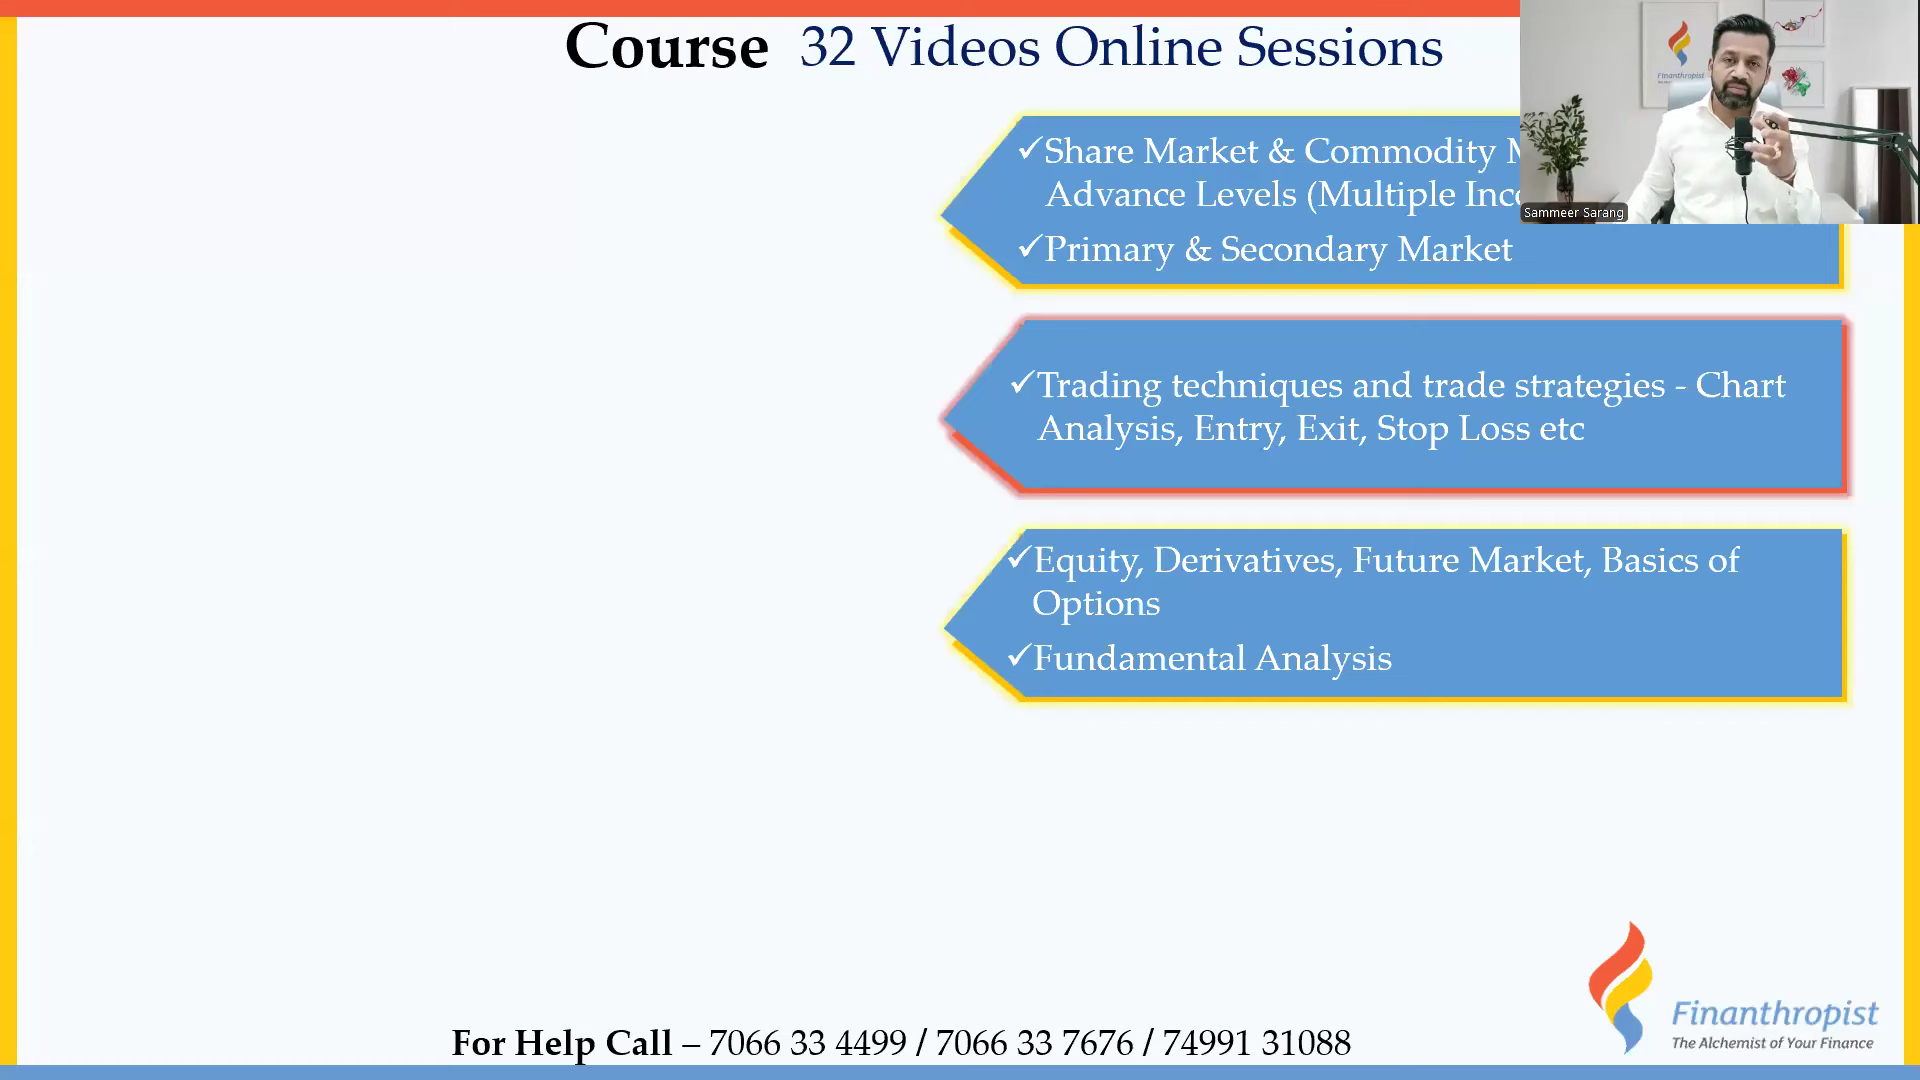 Course 32 Videos Online Sessions
✓Share Market & Commodity
Advance Levels (Multiple
✓Primary & Secondary Market
✓Trading techniques and trade strategies - Chart
Analysis, Entry, Exit, Stop Loss etc
✓Equity, Derivatives, Future Market, Basics of
Options
✓Fundamental Analysis
Finanthropist
Sammeer Sarang
Finanthropist
The Alchemist of Your Finance
For Help Call – 7066 33 4499 / 7066 33 7676 / 74991 31088